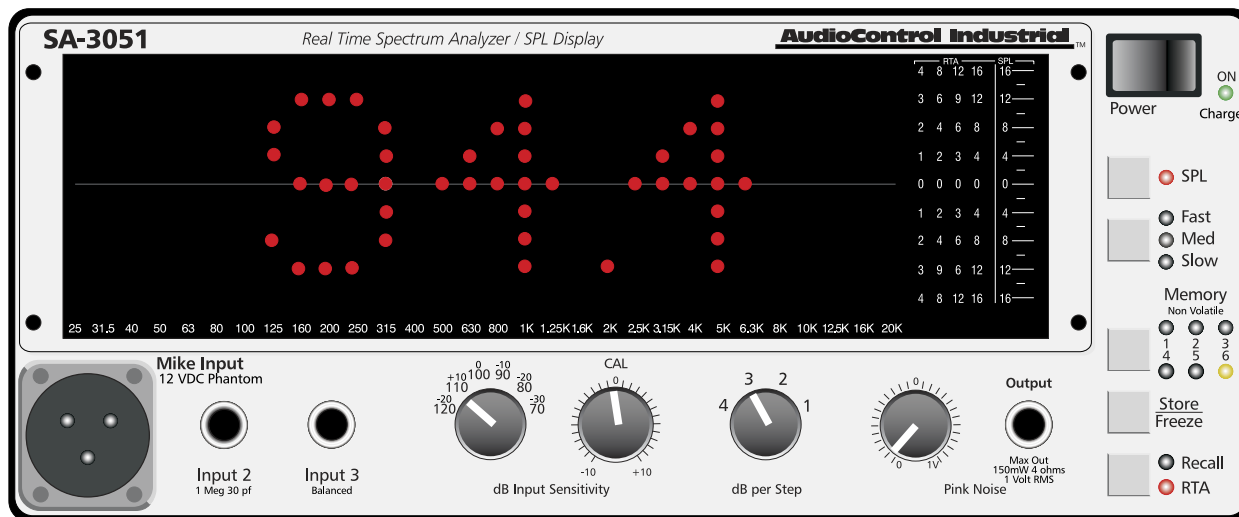 SA-3051 Real Time Spectrum Analyzer / SPL Display AudioControl Industrial ™
94.4
RTA SPL
4 8 12 16 16
3 6 9 12 12
2 4 6 8 8
1 2 3 4 4
0 0 0 0 0
1 2 3 4 4
2 4 6 8 8
3 9 6 12 12
4 8 12 16 16
25 31.5 40 50 63 80 100 125 160 200 250 315 400 500 630 800 1K 1.25K 1.6K 2K 2.5K 3.15K 4K 5K 6.3K 8K 10K 12.5K 16K 20K
Power
ON
Charge
SPL
Fast
Med
Slow
Memory
Non Volatile
1 2 3
4 5 6
Store
Freeze
Recall
RTA
Mike Input
12 VDC Phantom
Input 2
1 Meg 30 pf
Input 3
Balanced
-20 +10 0 -10 -20 -30
120 110 100 90 80 70
CAL
0
-10 +10
dB Input Sensitivity
4 3 2 1
dB per Step
0 1V
Pink Noise
Output
Max Out
150mW 4 ohms
1 Volt RMS